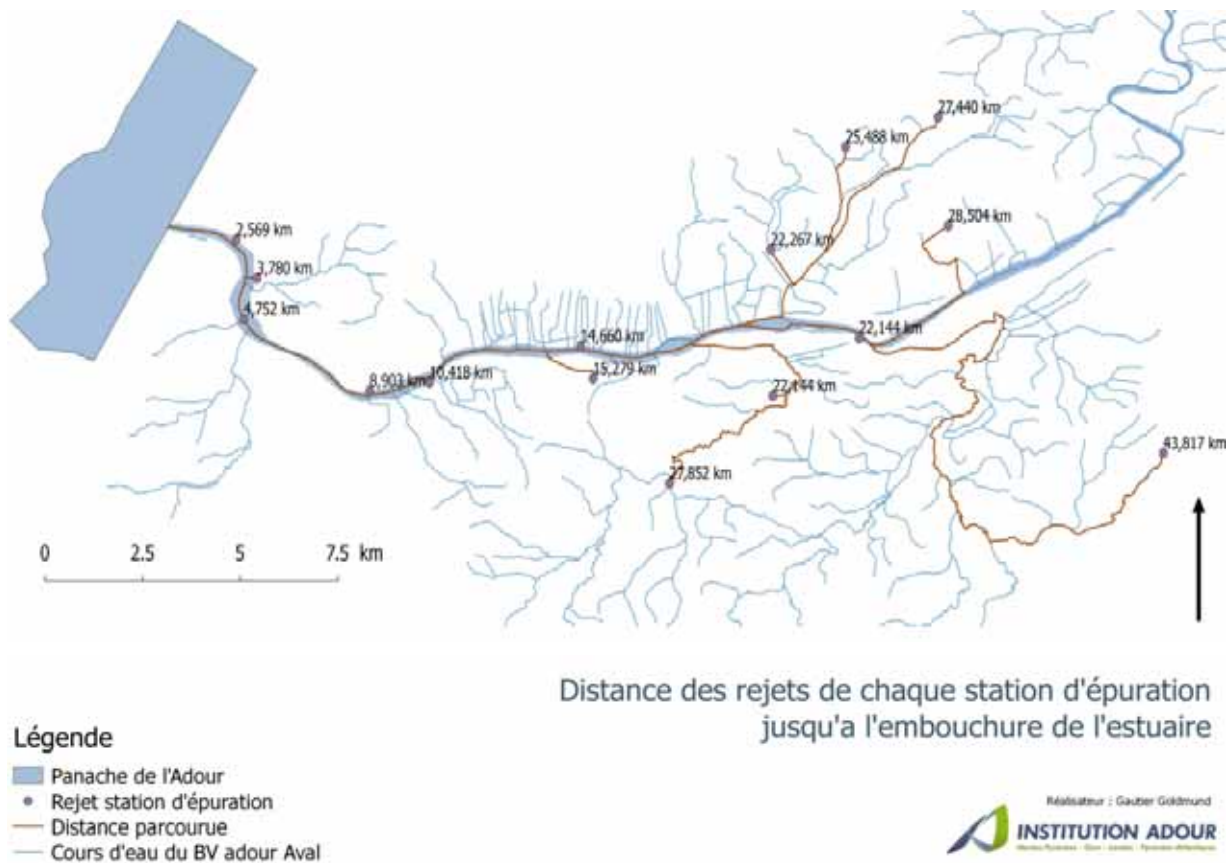 27,440 km
25,488 km
28,504 km
2,569 km
22,267 km
3,780 km
4,752 km
14,660 km
22,144 km
8,903 km
10,418 km
15,279 km
22,144 km
43,817 km
27,852 km
0 2.5 5 7.5 km
Distance des rejets de chaque station d'épuration
jusqu'a l'embouchure de l'estuaire
Légende
Panache de l'Adour
Rejet station d'épuration
Distance parcourue
Cours d'eau du BV adour Aval
Réalisateur : Gautier Goldmund
INSTITUTION ADOUR